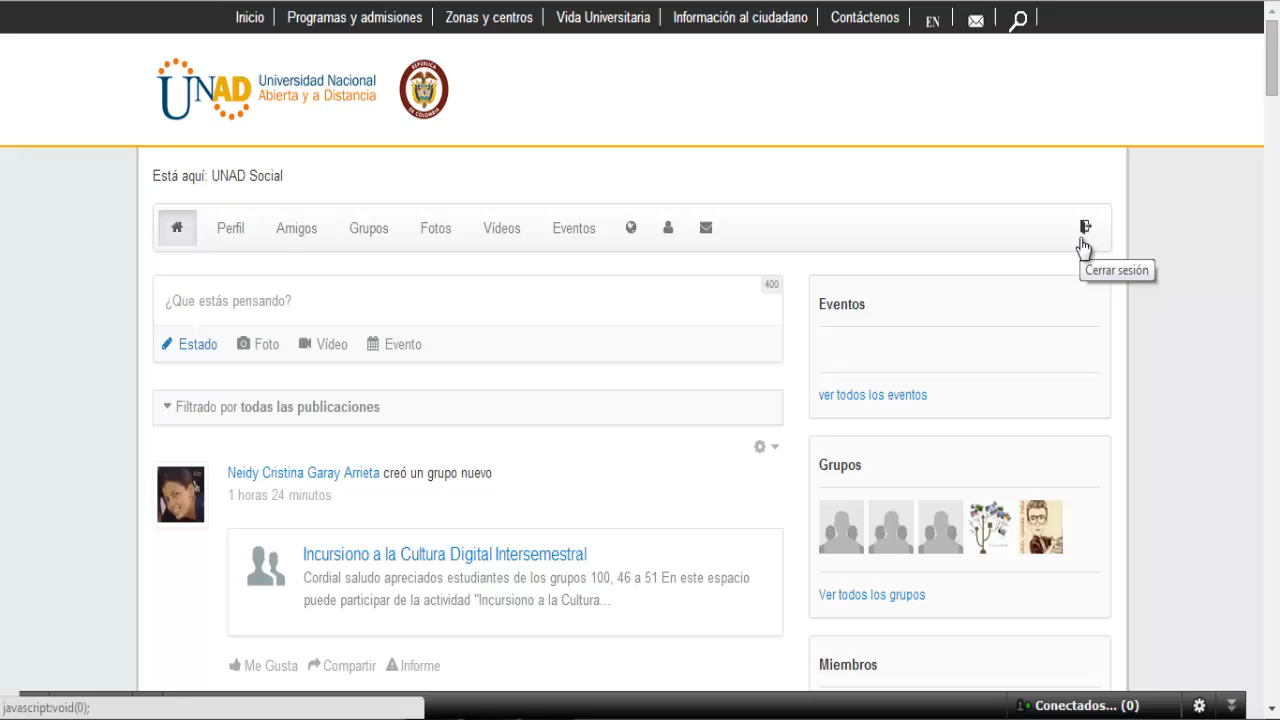 Inicio Programas y admisiones Zonas y centros Vida Universitaria Información al ciudadano Contáctenos EN
UNAD Universidad Nacional
Abierta y a Distancia
REPÚBLICA
DE COLOMBIA
Está aquí: UNAD Social
Perfil Amigos Grupos Fotos Vídeos Eventos
Cerrar sesión
400
¿Que estás pensando?
Estado Foto Vídeo Evento
Filtrado por todas las publicaciones
Neidy Cristina Garay Arrieta creó un grupo nuevo
1 horas 24 minutos
Incursiono a la Cultura Digital Intersemestral
Cordial saludo apreciados estudiantes de los grupos 100, 46 a 51 En este espacio
puede participar de la actividad "Incursiono a la Cultura...
Me Gusta Compartir Informe
Eventos
ver todos los eventos
Grupos
Ver todos los grupos
Miembros
javascript:void(0);
Conectados... (0)